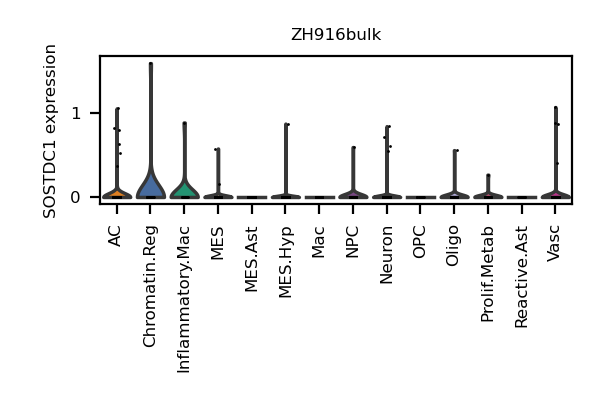 ZH916bulk
SOSTDC1 expression
1
0
AC
Chromatin.Reg
Inflammatory.Mac
MES
MES.Ast
MES.Hyp
Mac
NPC
Neuron
OPC
Oligo
Prolif.Metab
Reactive.Ast
Vasc